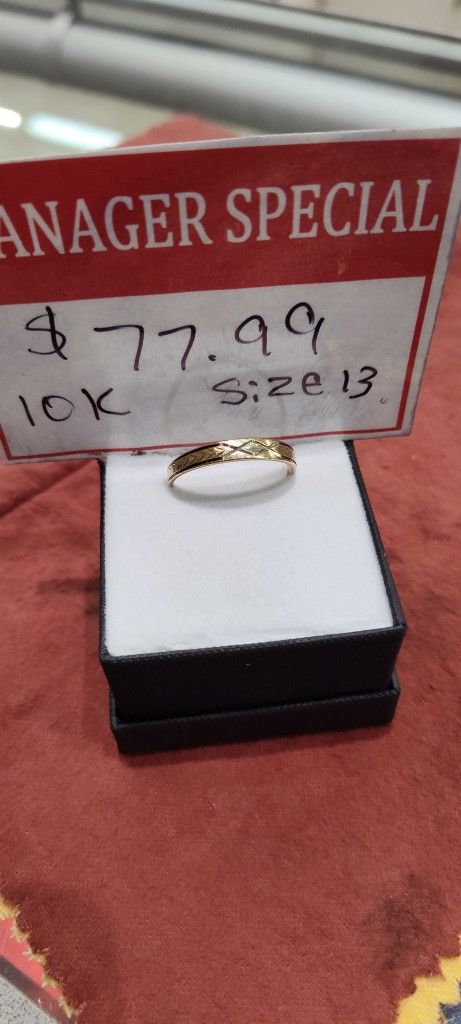 ANAGER SPECIAL
$77.99
10K size 13